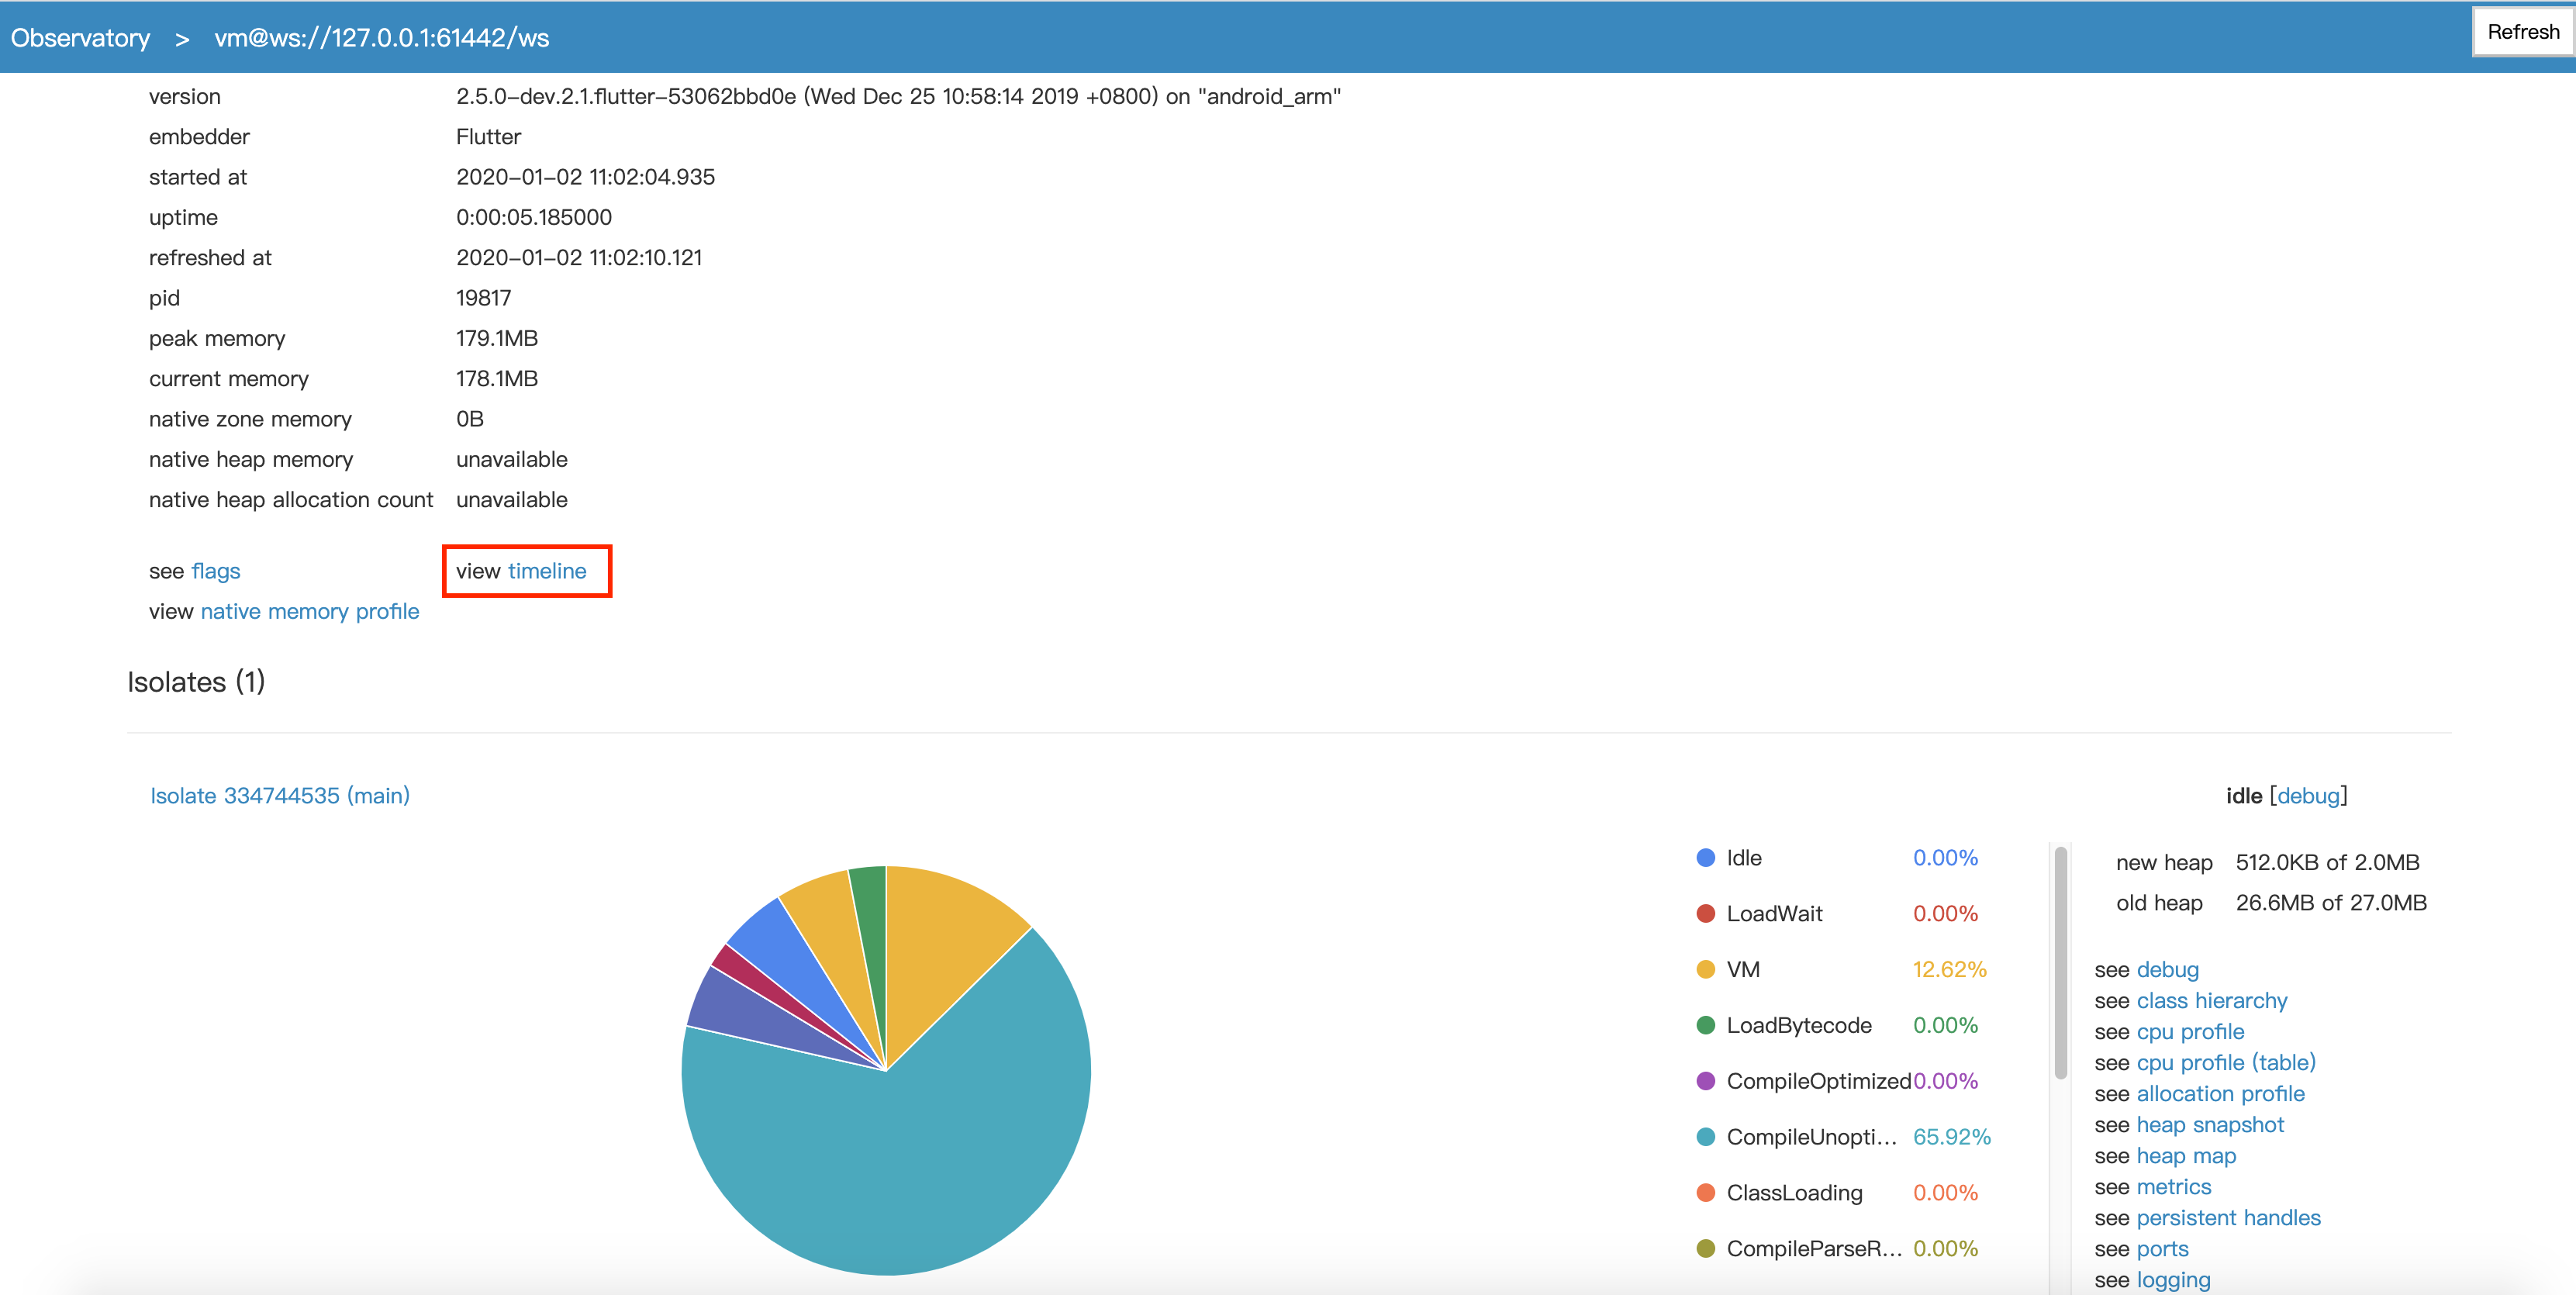 Observatory > vm@ws://127.0.0.1:61442/ws
Refresh
version 2.5.0-dev.2.1.flutter-53062bbd0e (Wed Dec 25 10:58:14 2019 +0800) on "android_arm"
embedder Flutter
started at 2020-01-02 11:02:04.935
uptime 0:00:05.185000
refreshed at 2020-01-02 11:02:10.121
pid 19817
peak memory 179.1MB
current memory 178.1MB
native zone memory 0B
native heap memory unavailable
native heap allocation count unavailable
see flags view timeline
view native memory profile
Isolates (1)
Isolate 334744535 (main)
Idle 0.00%
LoadWait 0.00%
VM 12.62%
LoadBytecode 0.00%
CompileOptimized 0.00%
CompileUnopti... 65.92%
ClassLoading 0.00%
CompileParseR... 0.00%
idle [debug]
new heap 512.0KB of 2.0MB
old heap 26.6MB of 27.0MB
see debug
see class hierarchy
see cpu profile
see cpu profile (table)
see allocation profile
see heap snapshot
see heap map
see metrics
see persistent handles
see ports
see logging